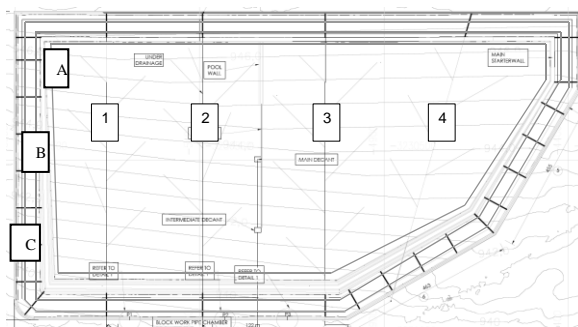 UNDER
DRAINAGE
POOL
WALL
MAIN
STARTERWALL
A
1
2
3
4
B
MAIN DECANT
INTERMEDIATE DECANT
C
REFER TO
REFER TO
REFER TO
DETAIL 1
BLOCK WORK PIPE CHAMBER